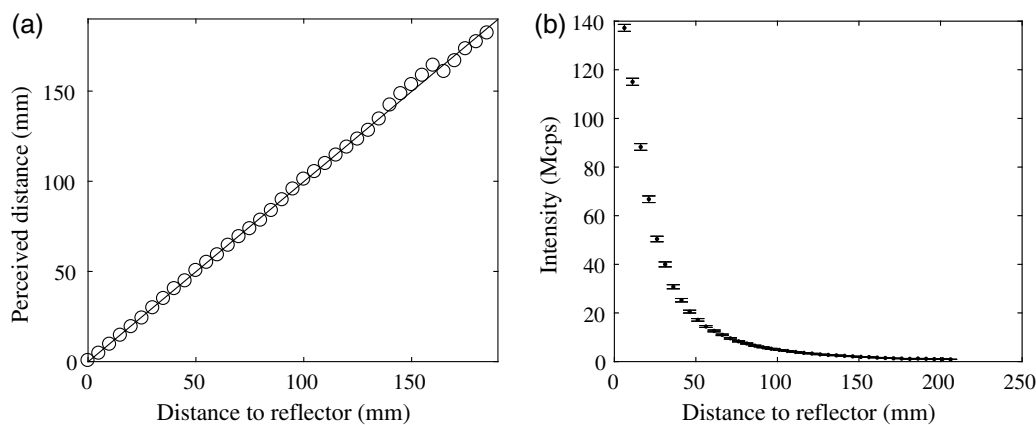 (a)
150
100
50
0
Perceived distance (mm)
0 50 100 150
Distance to reflector (mm)
(b)
140
120
100
80
60
40
20
0
Intensity (Mcps)
0 50 100 150 200 250
Distance to reflector (mm)